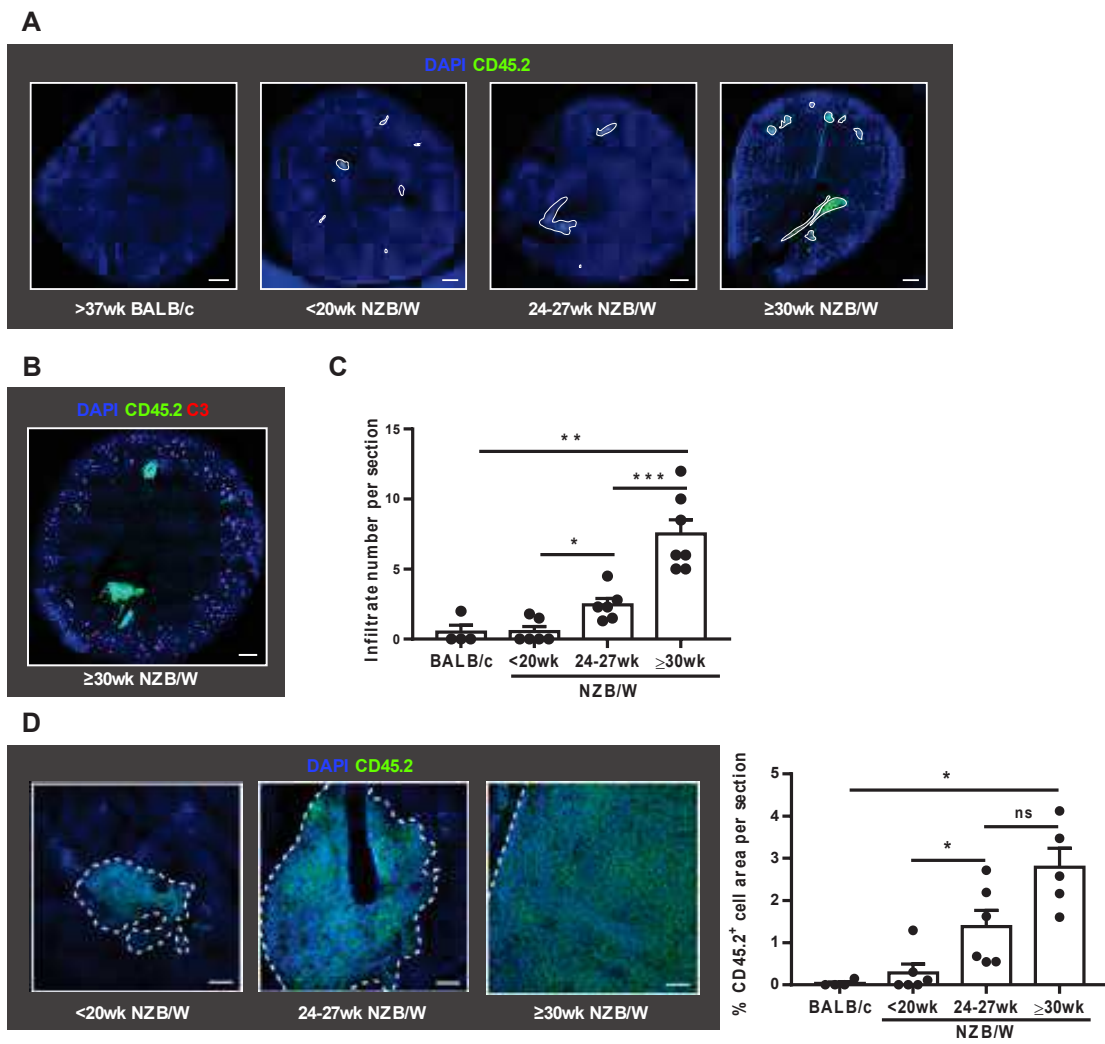 A
DAPI CD45.2
>37wk BALB/c
<20wk NZB/W
24-27wk NZB/W
≥30wk NZB/W
B
DAPI CD45.2 C3
≥30wk NZB/W
C
Infiltrate number per section
15
10
5
0
* *
* * *
*
BALB/c
<20wk
24-27wk
≥30wk
NZB/W
D
DAPI CD45.2
<20wk NZB/W
24-27wk NZB/W
≥30wk NZB/W
% CD45.2⁺ cell area per section
5
4
3
2
1
0
*
ns
*
BALB/c
<20wk
24-27wk
≥30wk
NZB/W